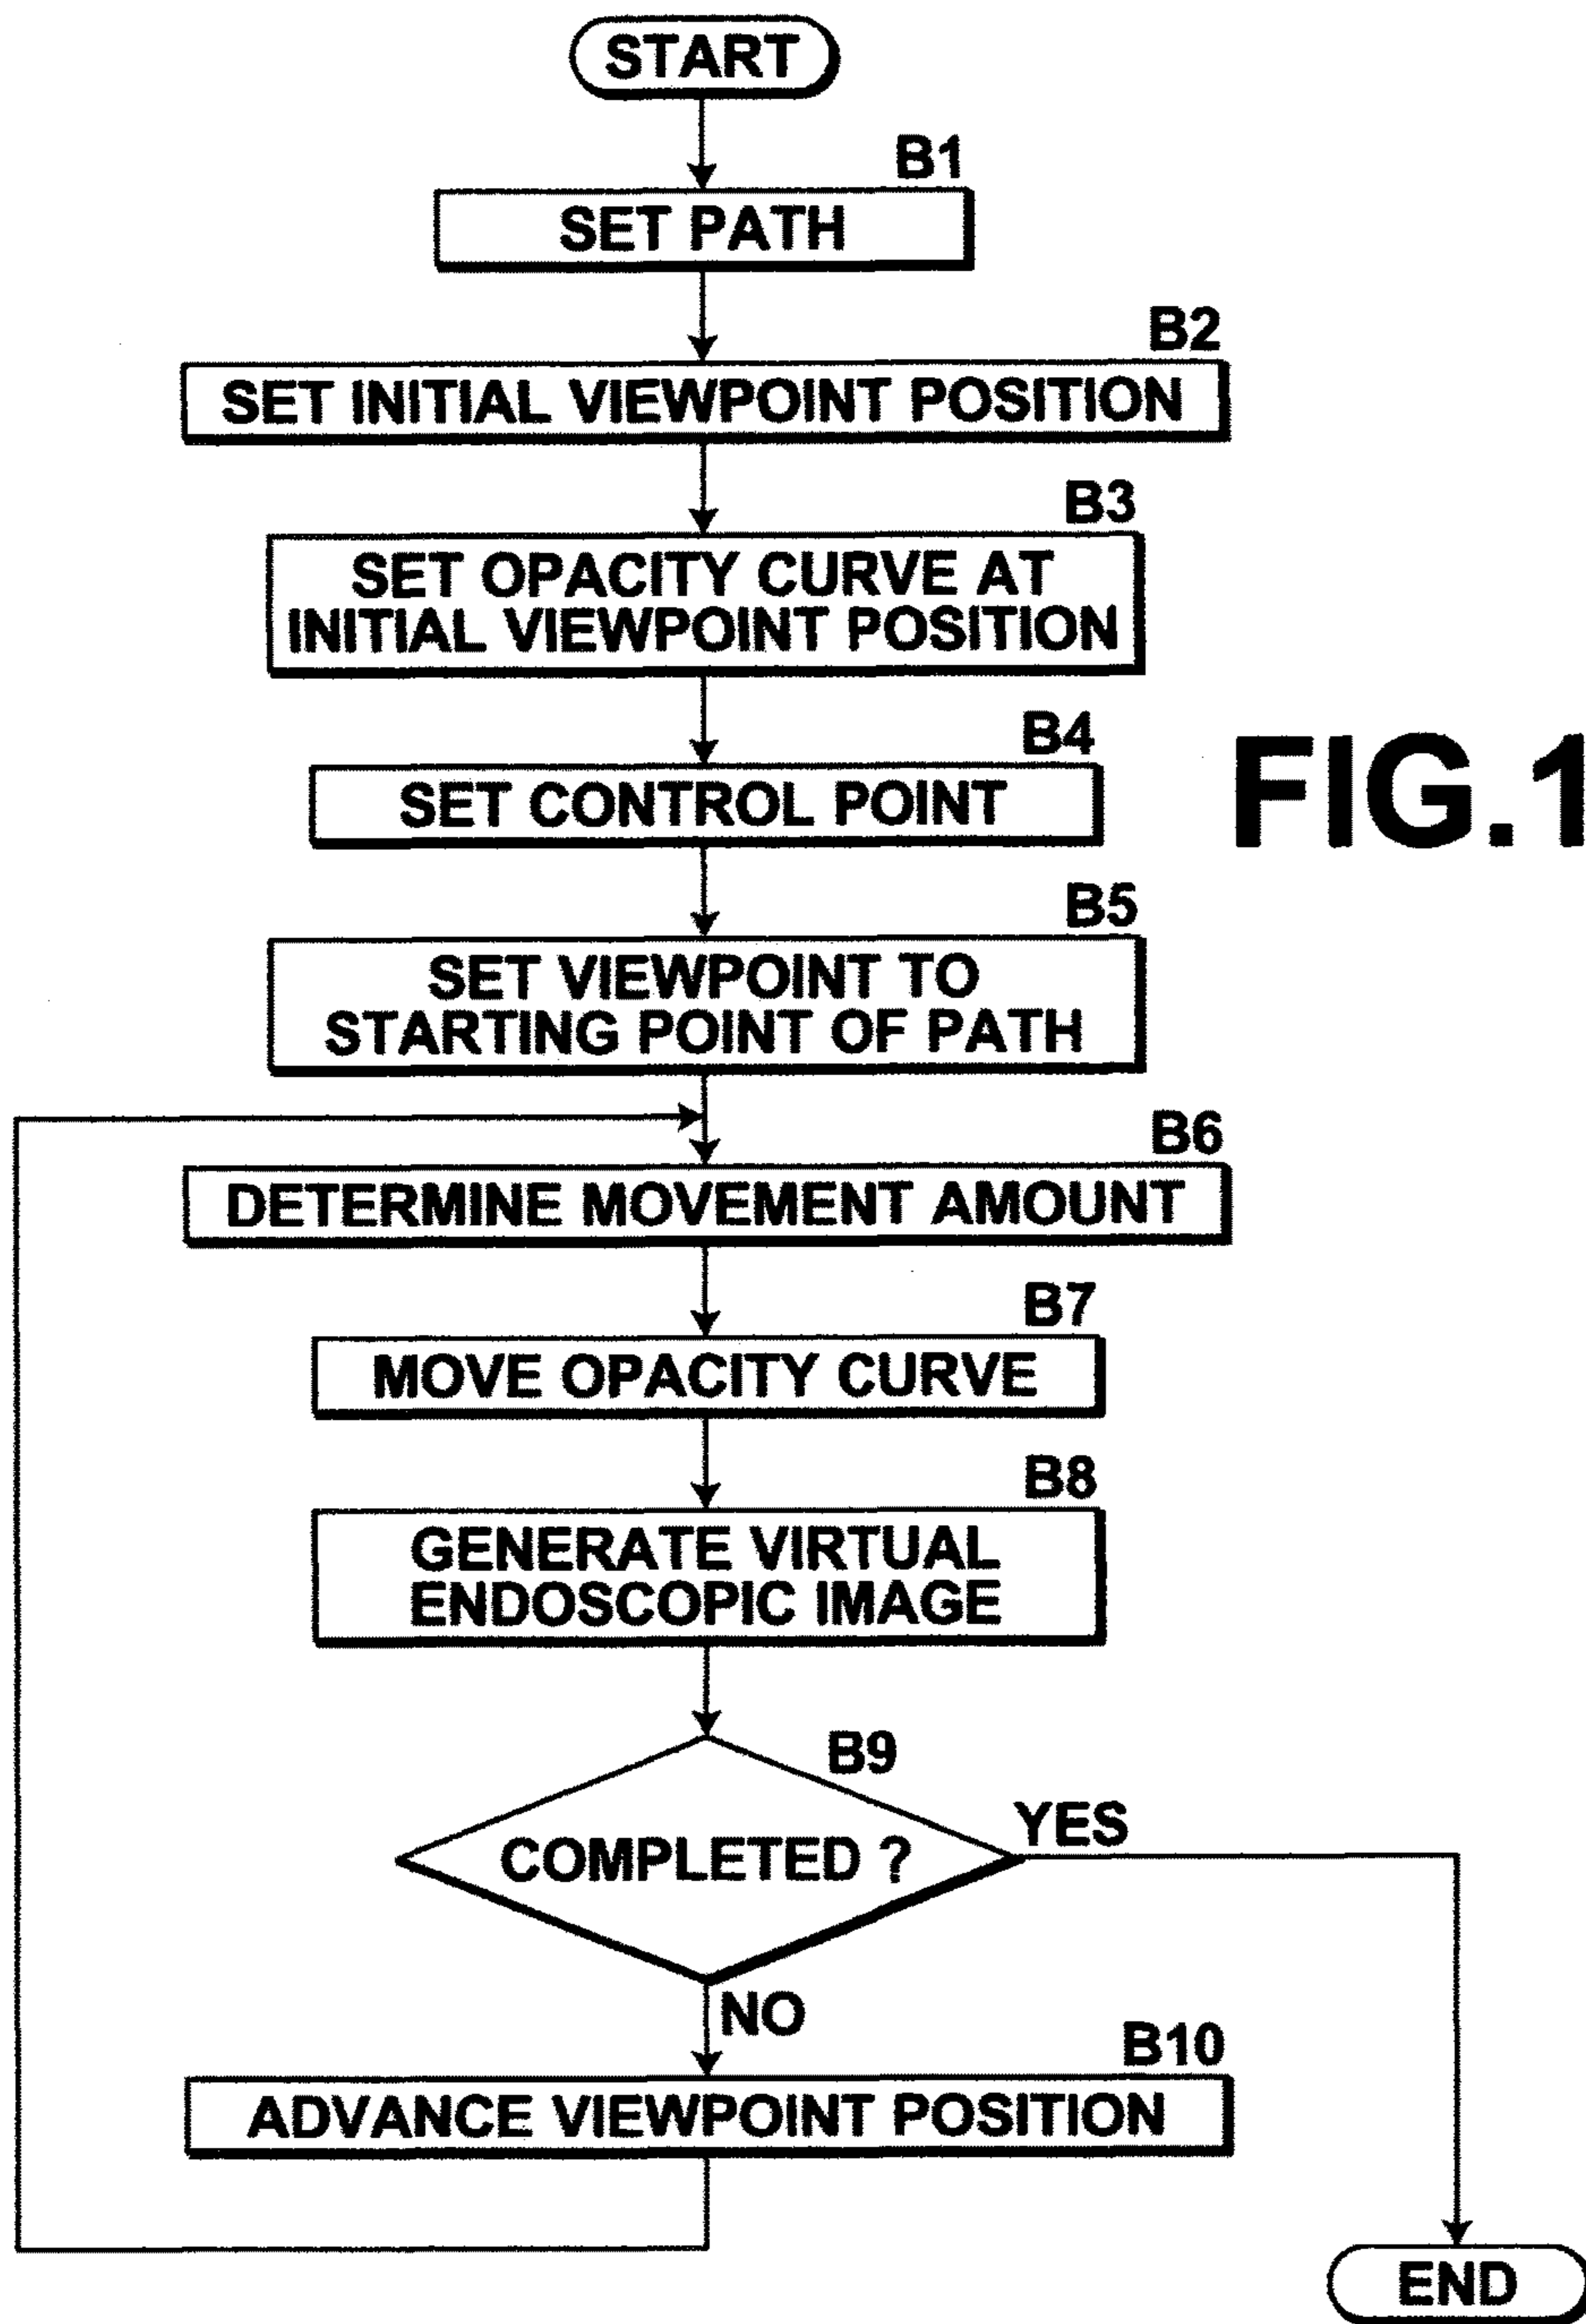 START
B1
SET PATH
B2
SET INITIAL VIEWPOINT POSITION
B3
SET OPACITY CURVE AT
INITIAL VIEWPOINT POSITION
B4
SET CONTROL POINT
FIG.1
B5
SET VIEWPOINT TO
STARTING POINT OF PATH
B6
DETERMINE MOVEMENT AMOUNT
B7
MOVE OPACITY CURVE
B8
GENERATE VIRTUAL
ENDOSCOPIC IMAGE
B9
COMPLETED ?
YES
NO
B10
ADVANCE VIEWPOINT POSITION
END